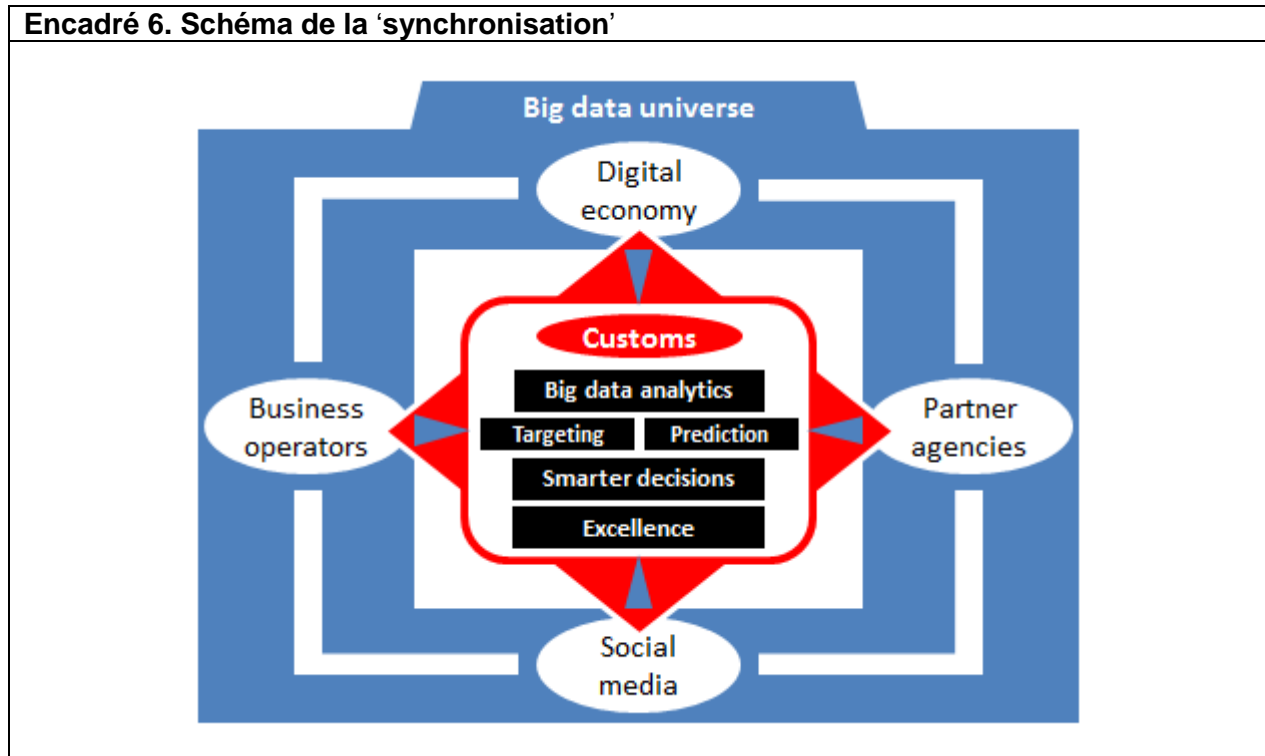 Encadré 6. Schéma de la ‘synchronisation’
Big data universe
Digital
economy
Customs
Big data analytics
Business
operators
Targeting
Prediction
Partner
agencies
Smarter decisions
Excellence
Social
media